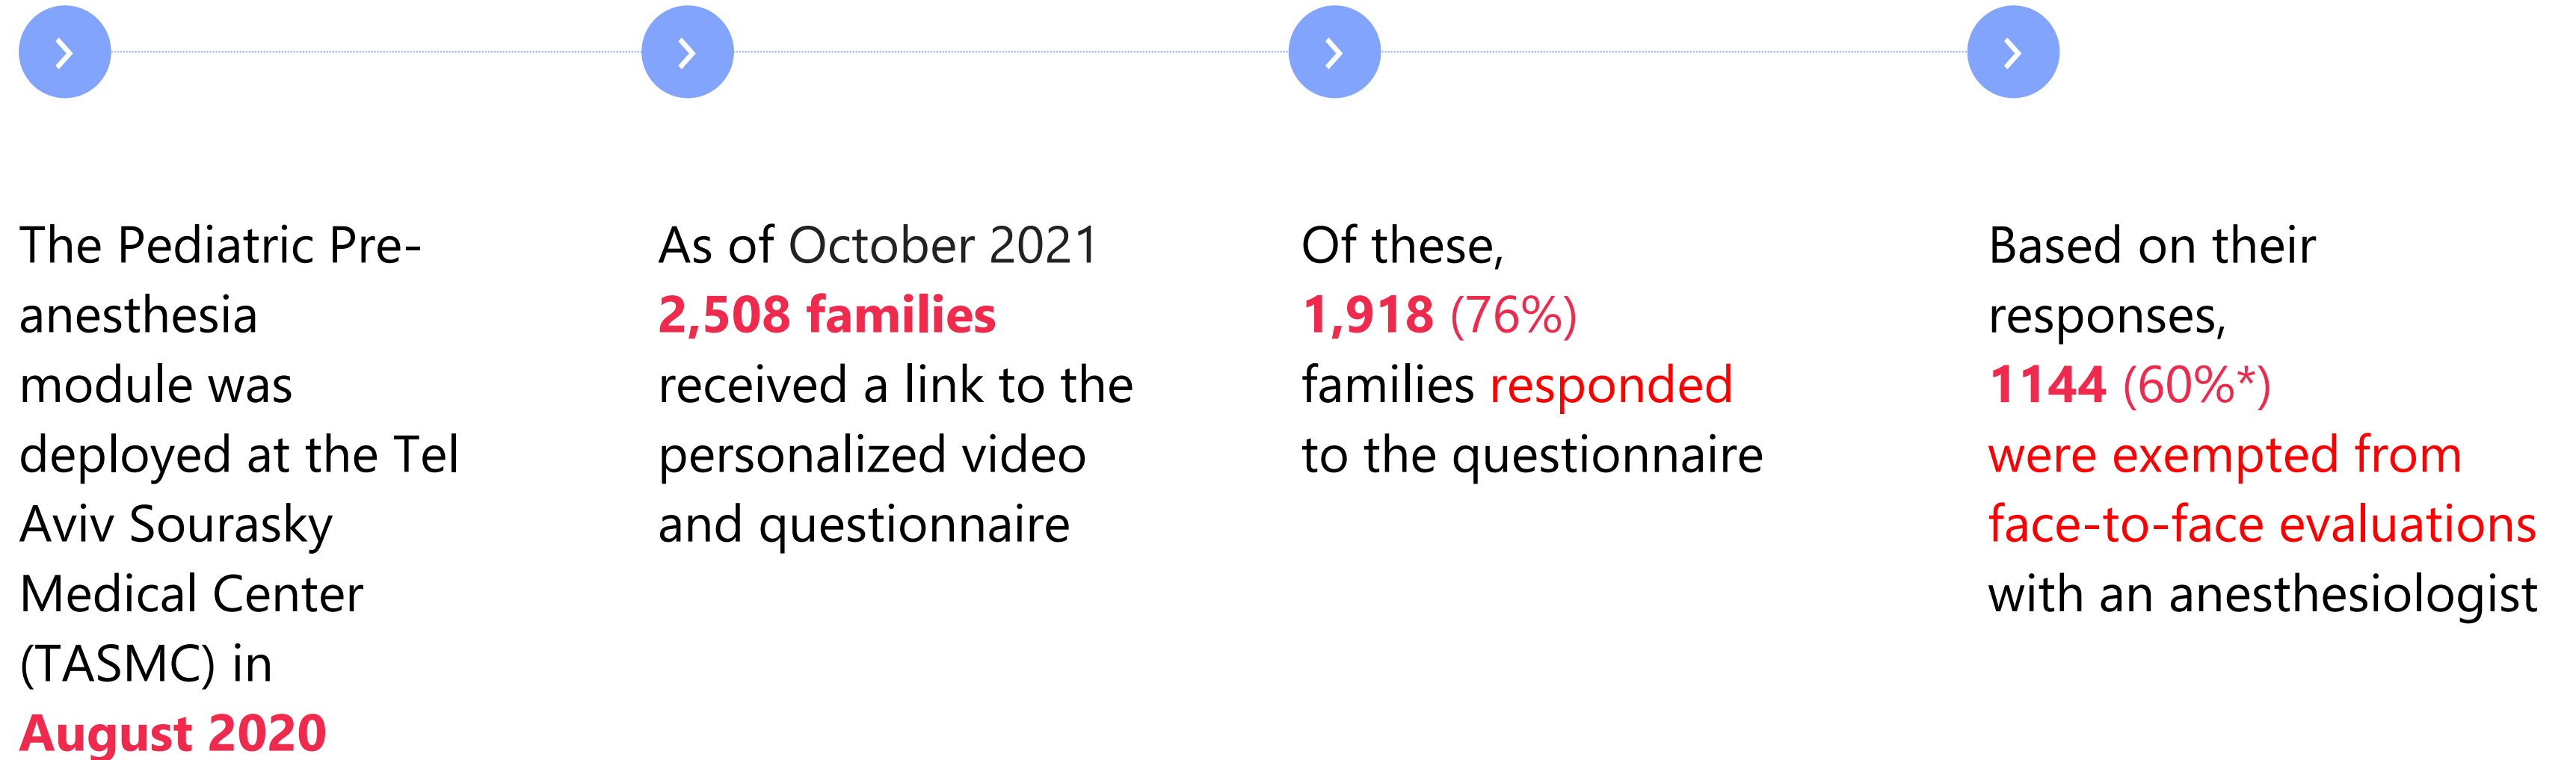 The Pediatric Pre-
anesthesia
module was
deployed at the Tel
Aviv Sourasky
Medical Center
(TASMC) in
August 2020
As of October 2021
2,508 families
received a link to the
personalized video
and questionnaire
Of these,
1,918 (76%)
families responded
to the questionnaire
Based on their
responses,
1144 (60%*)
were exempted from
face-to-face evaluations
with an anesthesiologist